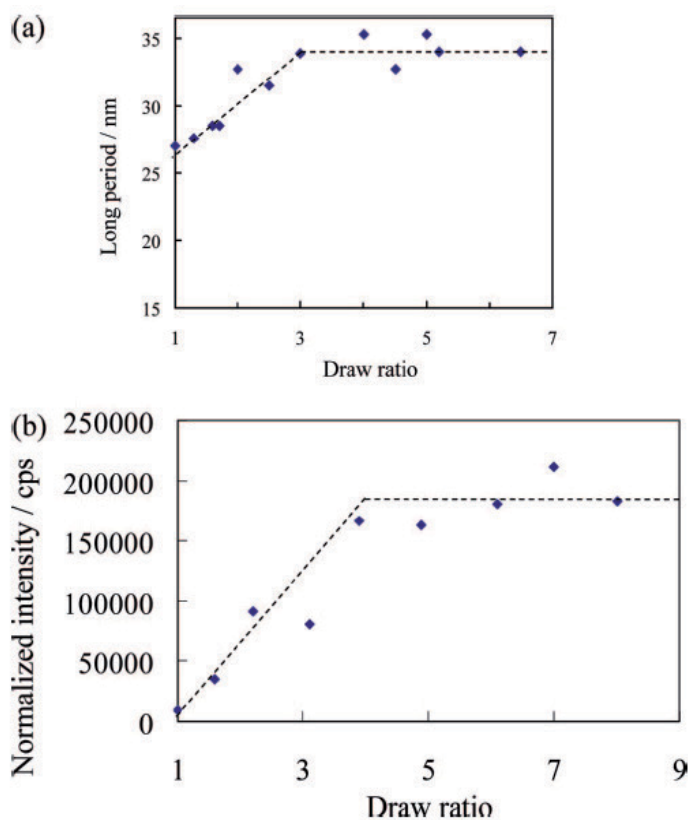 (a)
35
30
25
20
15
Long period / nm
1 3 5 7
Draw ratio
(b)
250000
200000
150000
100000
50000
0
Normalized intensity / cps
1 3 5 7 9
Draw ratio